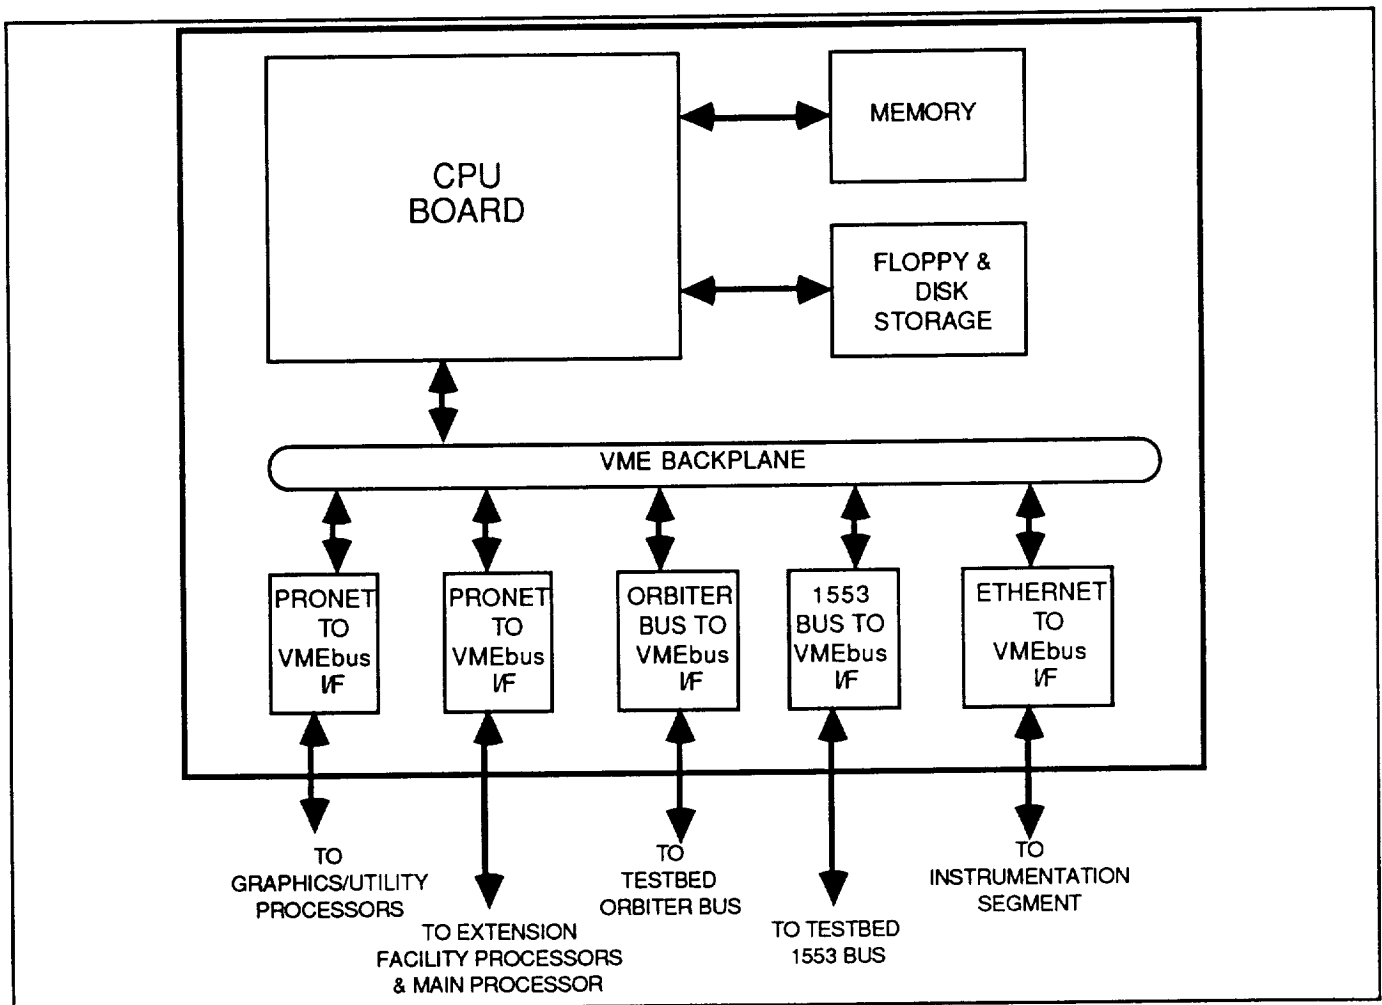 CPU
BOARD
MEMORY
FLOPPY &
DISK
STORAGE
VME BACKPLANE
PRONET
TO
VMEbus
I/F
PRONET
TO
VMEbus
I/F
ORBITER
BUS TO
VMEbus
I/F
1553
BUS TO
VMEbus
I/F
ETHERNET
TO
VMEbus
I/F
TO
GRAPHICS/UTILITY
PROCESSORS
TO EXTENSION
FACILITY PROCESSORS
& MAIN PROCESSOR
TO
TESTBED
ORBITER BUS
TO TESTBED
1553 BUS
TO
INSTRUMENTATION
SEGMENT